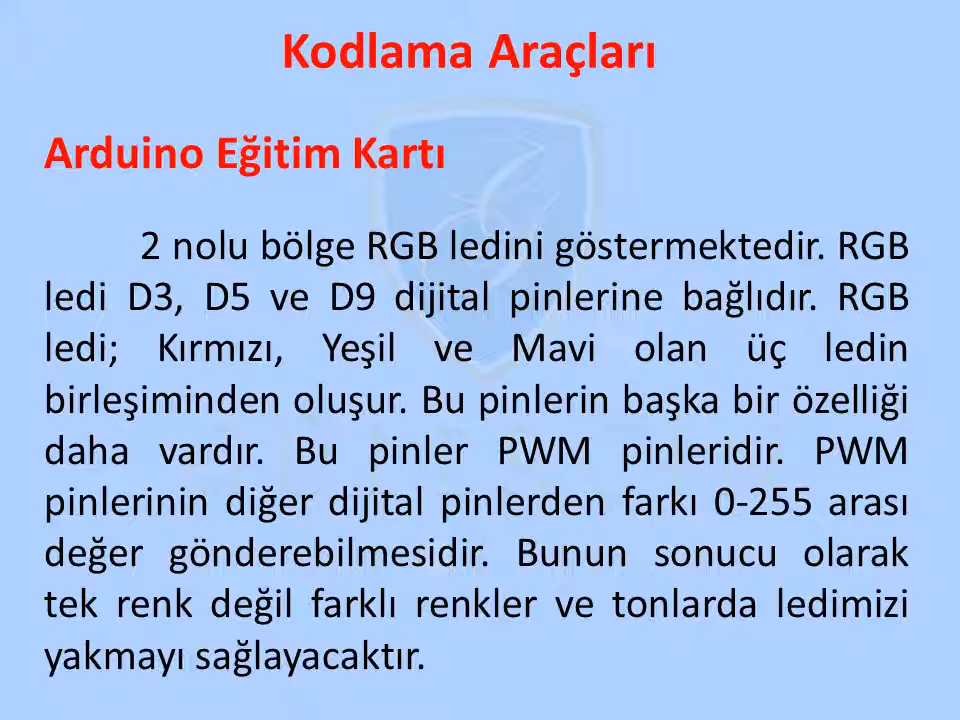 Kodlama Araçları
Arduino Eğitim Kartı
2 nolu bölge RGB ledini göstermektedir. RGB
ledi D3, D5 ve D9 dijital pinlerine bağlıdır. RGB
ledi; Kırmızı, Yeşil ve Mavi olan üç ledin
birleşiminden oluşur. Bu pinlerin başka bir özelliği
daha vardır. Bu pinler PWM pinleridir. PWM
pinlerinin diğer dijital pinlerden farkı 0-255 arası
değer gönderebilmesidir. Bunun sonucu olarak
tek renk değil farklı renkler ve tonlarda ledimizi
yakmayı sağlayacaktır.